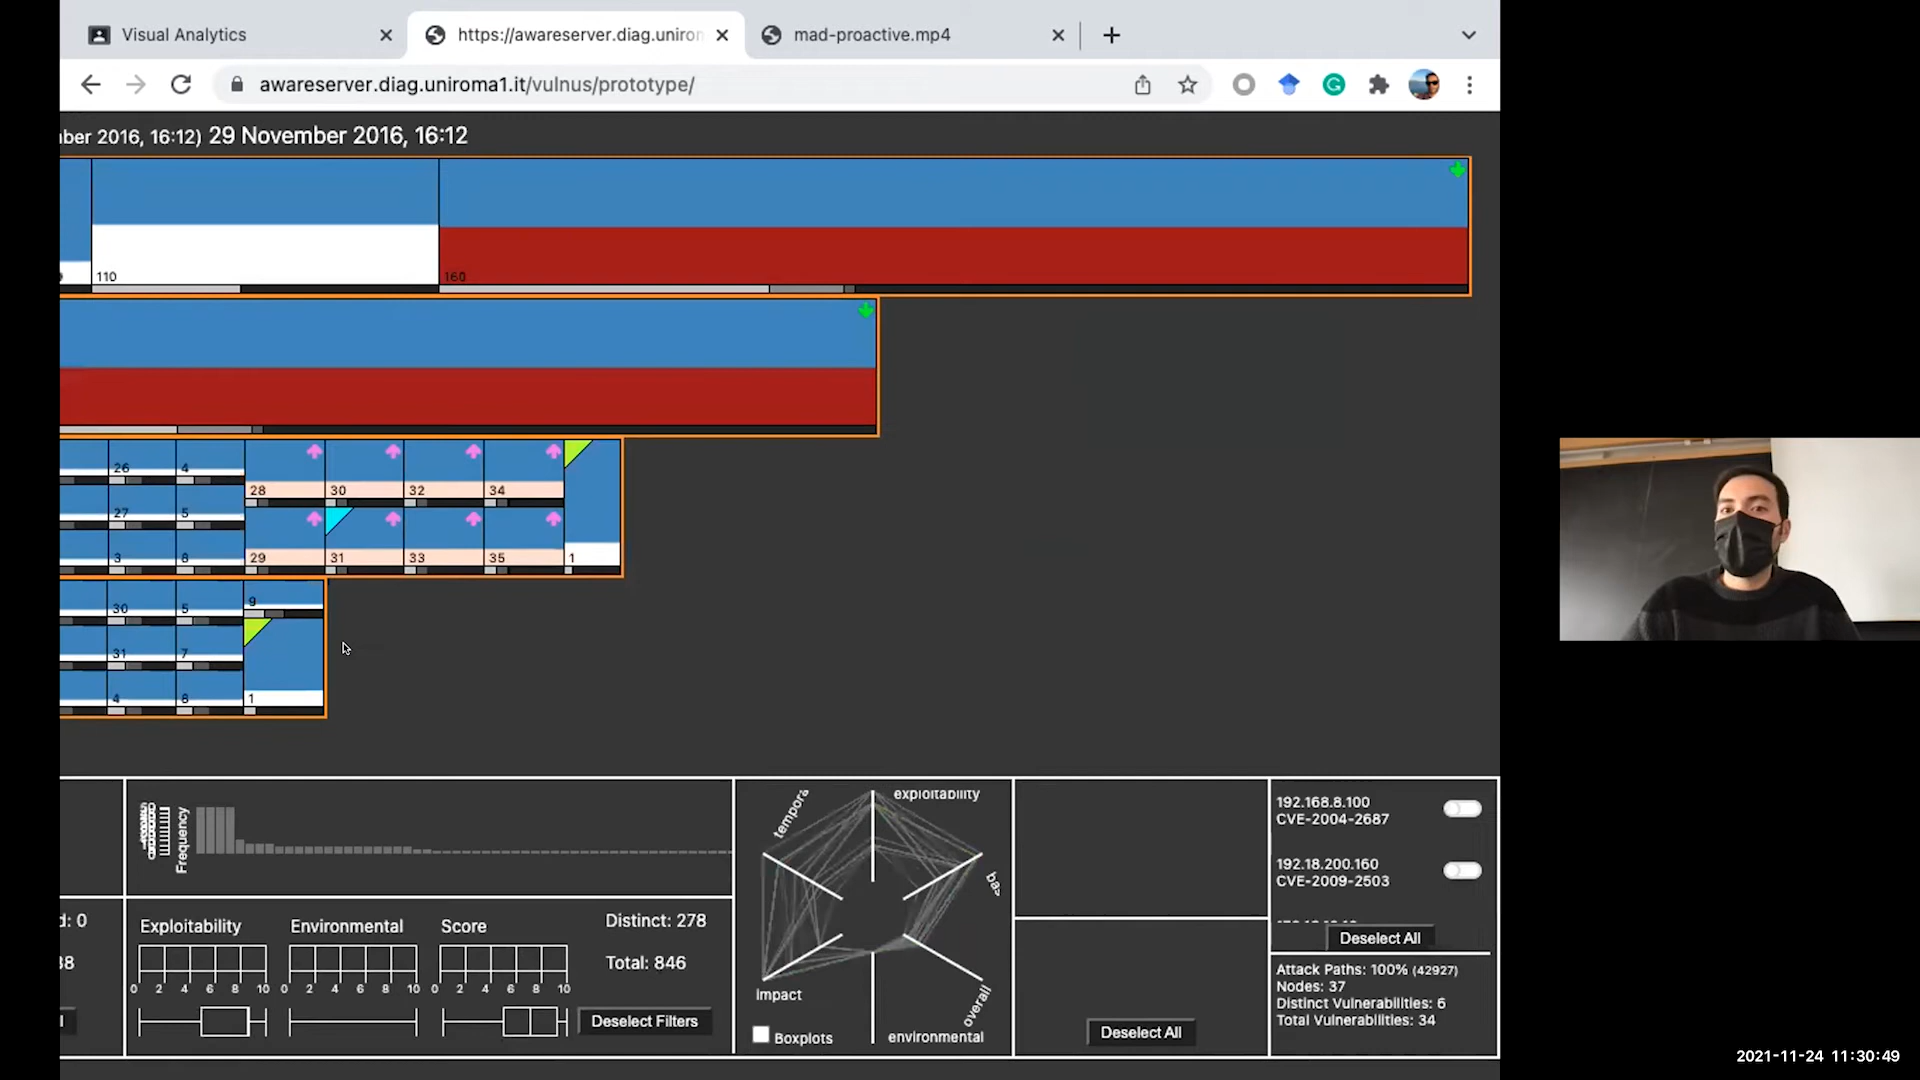 Visual Analytics
https://awareserver.diag.uniron
mad-proactive.mp4
awareserver.diag.uniroma1.it/vulnus/prototype/
ber 2016, 16:12) 29 November 2016, 16:12
110
160
26
4
28
30
32
34
27
5
3
8
29
31
33
35
1
30
5
9
31
7
4
8
1
Frequency
tempora
exploitability
bas
impact
overall
environmental
Boxplots
192.168.8.100
CVE-2004-2687
192.18.200.160
CVE-2009-2503
Deselect All
Attack Paths: 100% (42927)
Nodes: 37
Distinct Vulnerabilities: 6
Total Vulnerabilities: 34
d: 0
Exploitability
Environmental
Score
Distinct: 278
Total: 846
0 2 4 6 8 10
0 2 4 6 8 10
0 2 4 6 8 10
Deselect Filters
Deselect All
2021-11-24 11:30:49